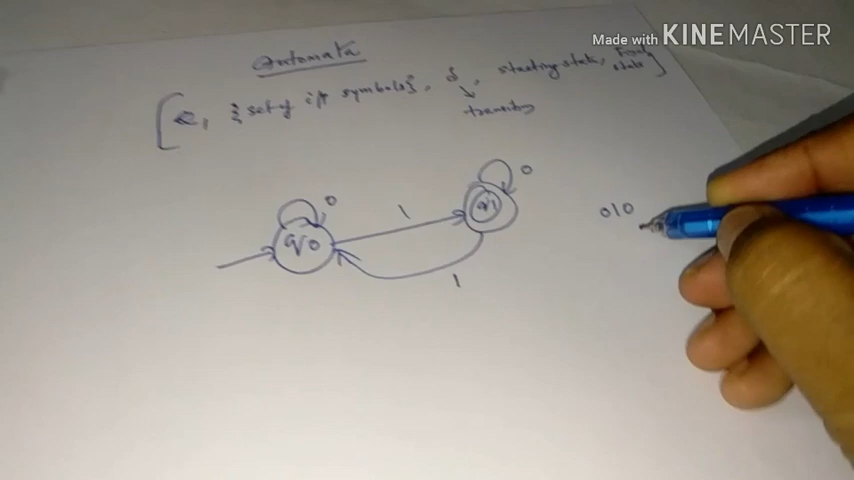 Made with KINEMASTER
Automata
[Q, {set of i/p symbols}, δ, starting state, Final state]
transition
0
0
1
q0
q1
1
010